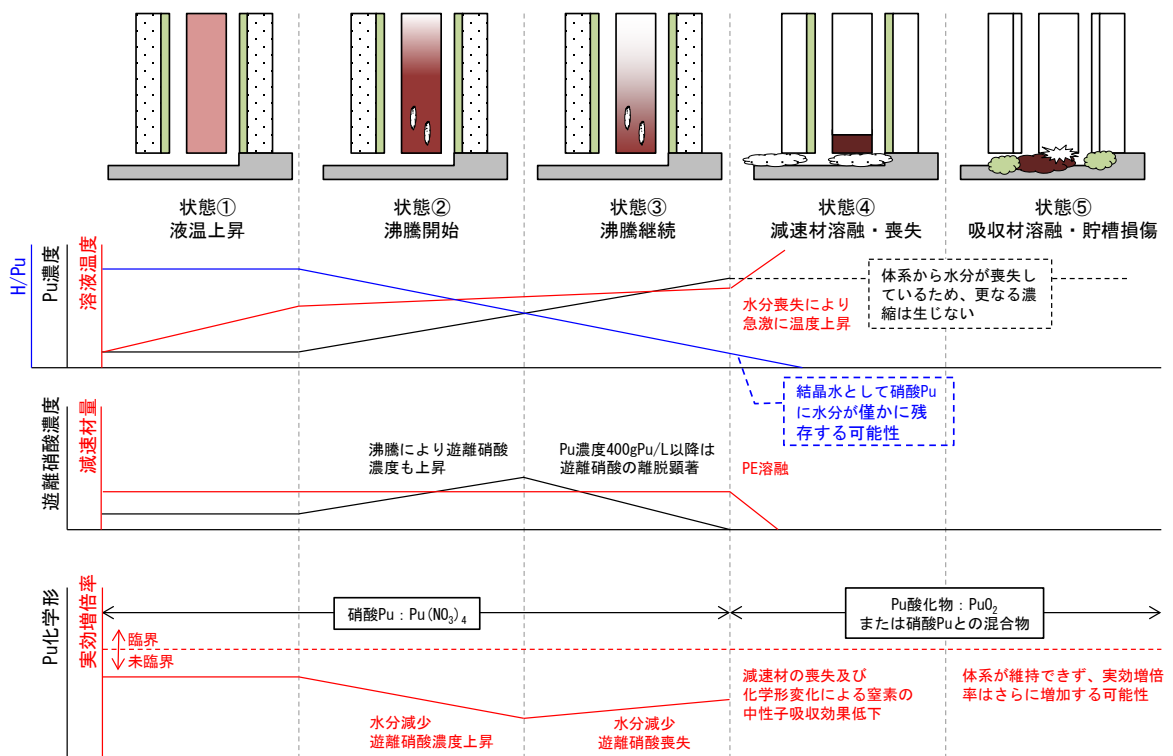 状態①
液温上昇
状態②
沸騰開始
状態③
沸騰継続
状態④
減速材溶融・喪失
状態⑤
吸収材溶融・貯槽損傷
H/Pu
Pu濃度
溶液温度
水分喪失により
急激に温度上昇
体系から水分が喪失し
ているため、更なる濃
縮は生じない
結晶水として硝酸Pu
に水分が僅かに残
存する可能性
遊離硝酸濃度
減速材量
沸騰により遊離硝酸
濃度も上昇
Pu濃度400gPu/L以降は
遊離硝酸の離脱顕著
PE溶融
Pu化学形
実効増倍率
硝酸Pu：Pu(NO₃)₄
Pu酸化物：PuO₂
または硝酸Puとの混合物
臨界
未臨界
水分減少
遊離硝酸濃度上昇
水分減少
遊離硝酸喪失
減速材の喪失及び
化学形変化による窒素の
中性子吸収効果低下
体系が維持できず、実効増倍
率はさらに増加する可能性